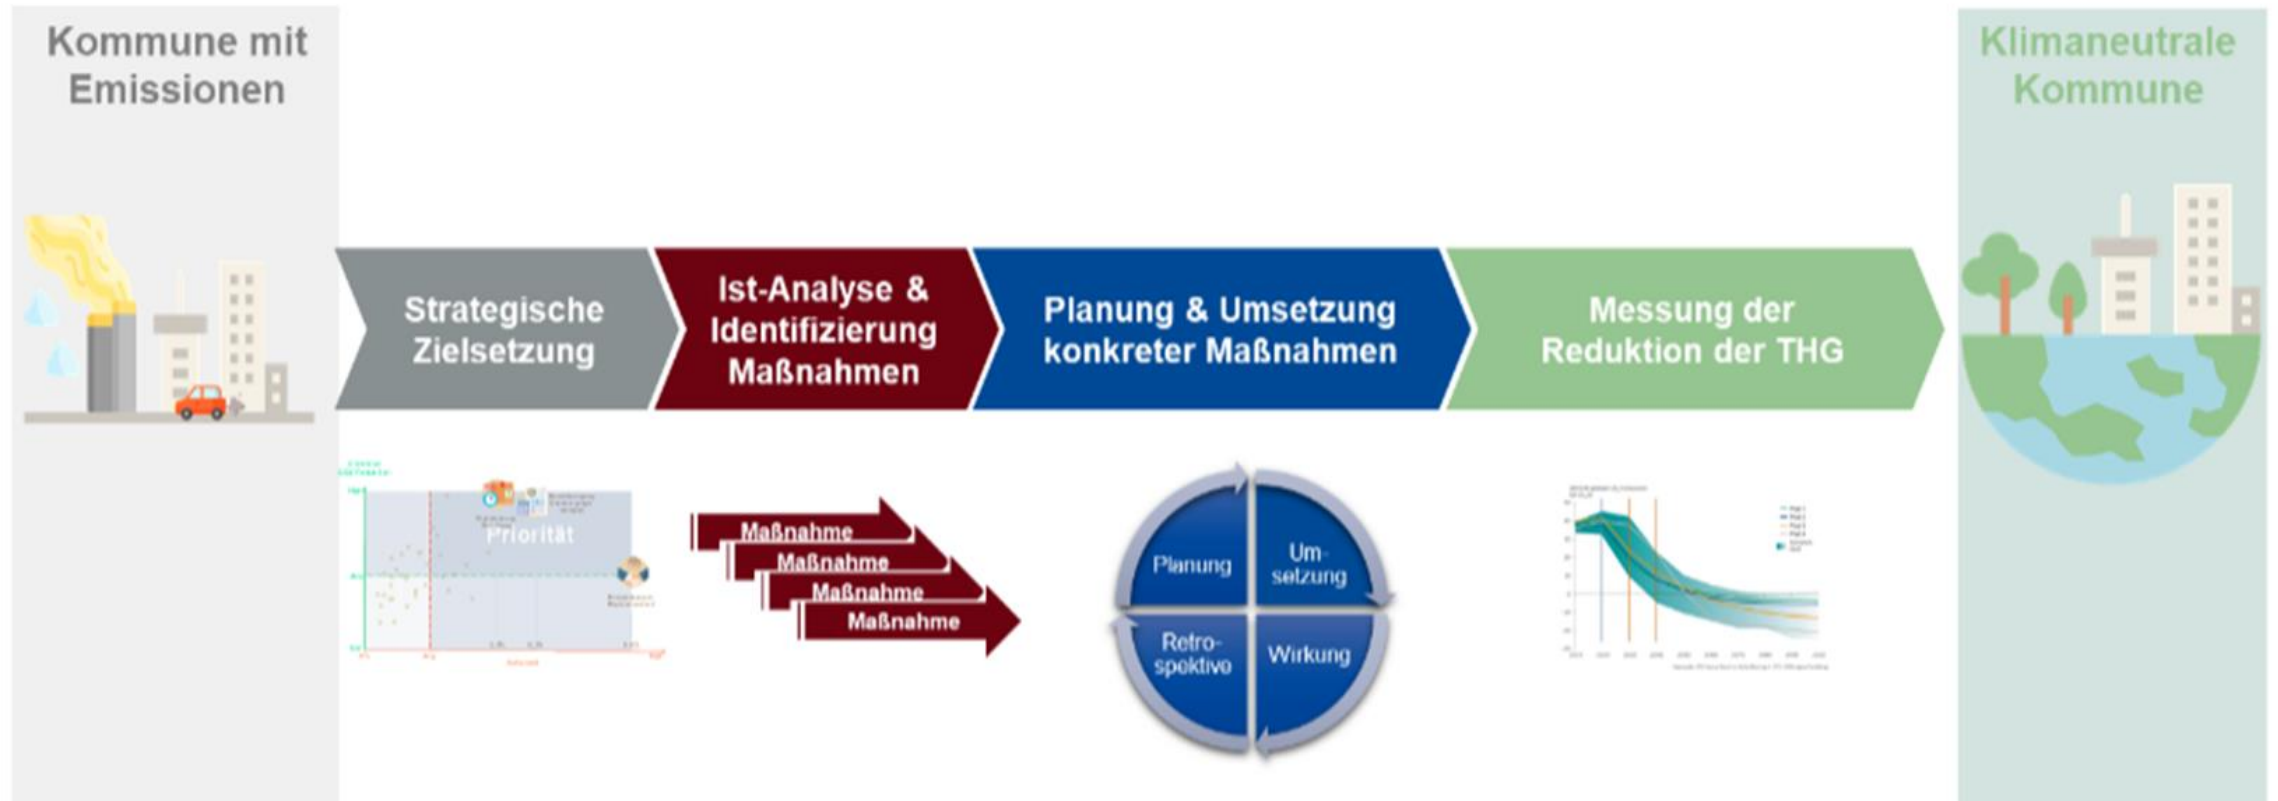 Kommune mit
Emissionen
Klimaneutrale
Kommune
Strategische
Zielsetzung
Ist-Analyse &
Identifizierung
Maßnahmen
Planung & Umsetzung
konkreter Maßnahmen
Messung der
Reduktion der THG
Priorität
Maßnahme
Maßnahme
Maßnahme
Maßnahme
Planung
Um-
setzung
Retro-
spektive
Wirkung